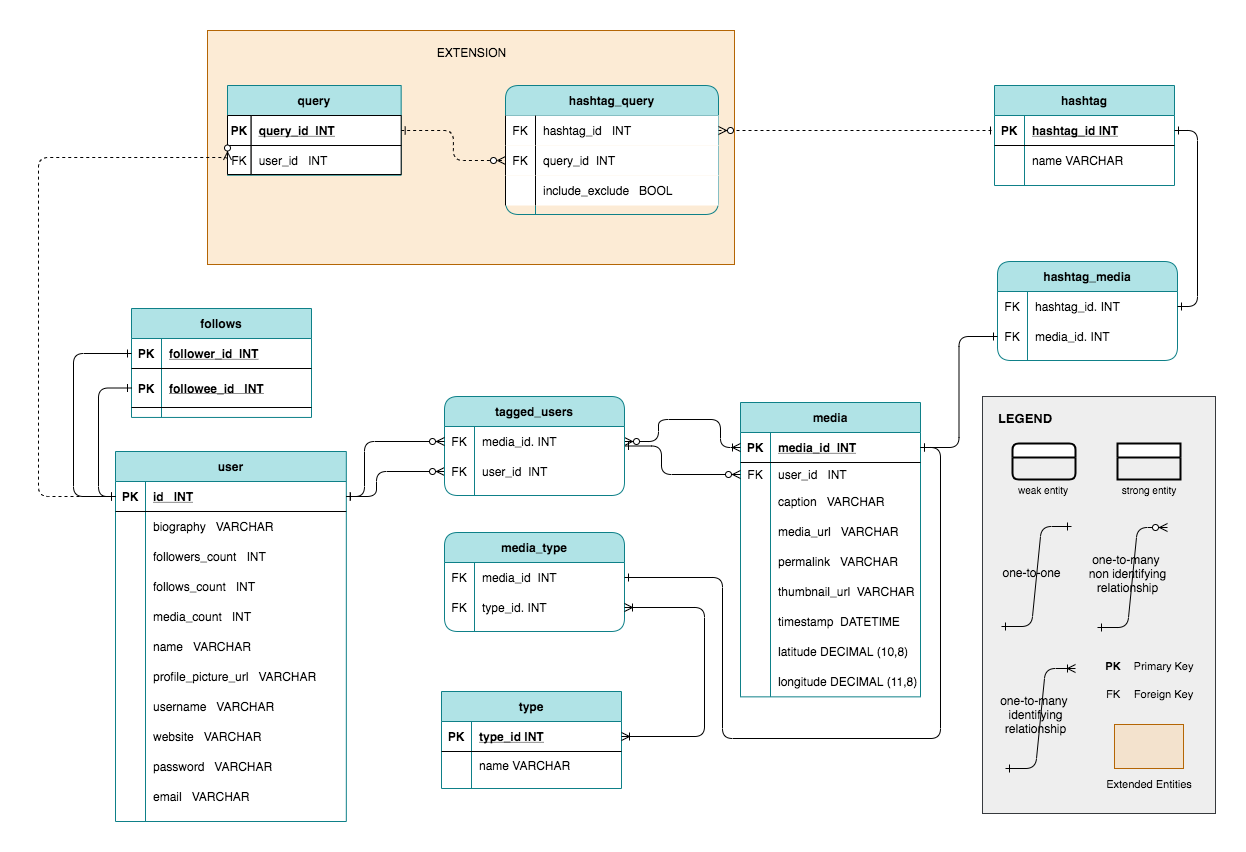 EXTENSION
query
PK query_id INT
FK user_id INT
hashtag_query
FK hashtag_id INT
FK query_id INT
include_exclude BOOL
hashtag
PK hashtag_id INT
name VARCHAR
hashtag_media
FK hashtag_id. INT
FK media_id. INT
follows
PK follower_id INT
PK followee_id INT
user
PK id INT
biography VARCHAR
followers_count INT
follows_count INT
media_count INT
name VARCHAR
profile_picture_url VARCHAR
username VARCHAR
website VARCHAR
password VARCHAR
email VARCHAR
tagged_users
FK media_id. INT
FK user_id INT
media_type
FK media_id INT
FK type_id. INT
type
PK type_id INT
name VARCHAR
media
PK media_id INT
FK user_id INT
caption VARCHAR
media_url VARCHAR
permalink VARCHAR
thumbnail_url VARCHAR
timestamp DATETIME
latitude DECIMAL (10,8)
longitude DECIMAL (11,8)
LEGEND
weak entity
strong entity
one-to-one
one-to-many
non identifying
relationship
one-to-many
identifying
relationship
PK Primary Key
FK Foreign Key
Extended Entities